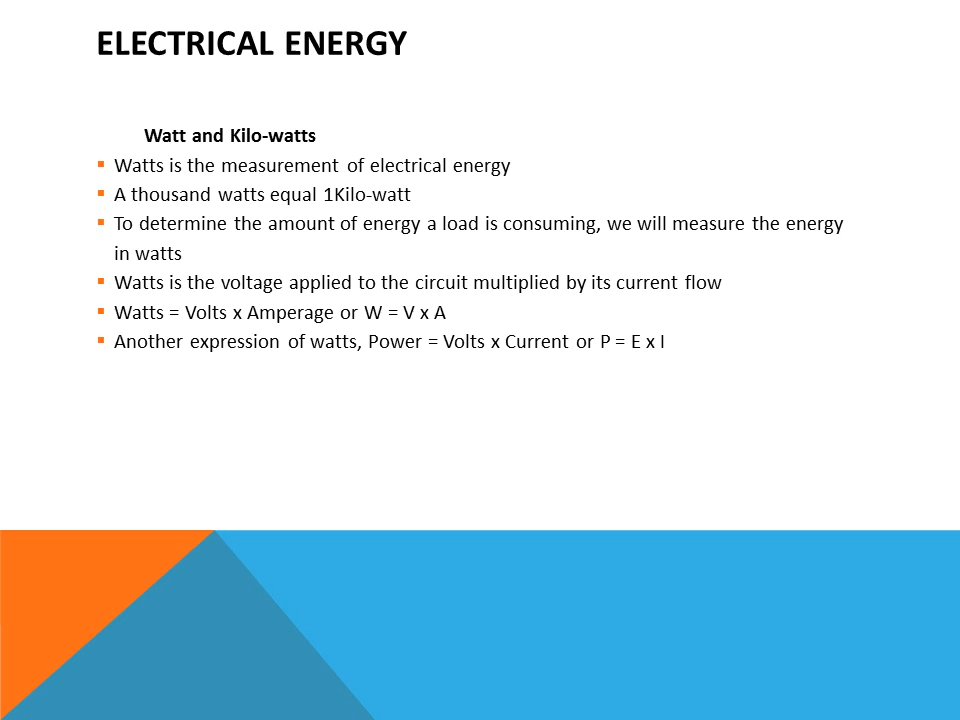 ELECTRICAL ENERGY
Watt and Kilo-watts
▪ Watts is the measurement of electrical energy
▪ A thousand watts equal 1Kilo-watt
▪ To determine the amount of energy a load is consuming, we will measure the energy
in watts
▪ Watts is the voltage applied to the circuit multiplied by its current flow
▪ Watts = Volts x Amperage or W = V x A
▪ Another expression of watts, Power = Volts x Current or P = E x I